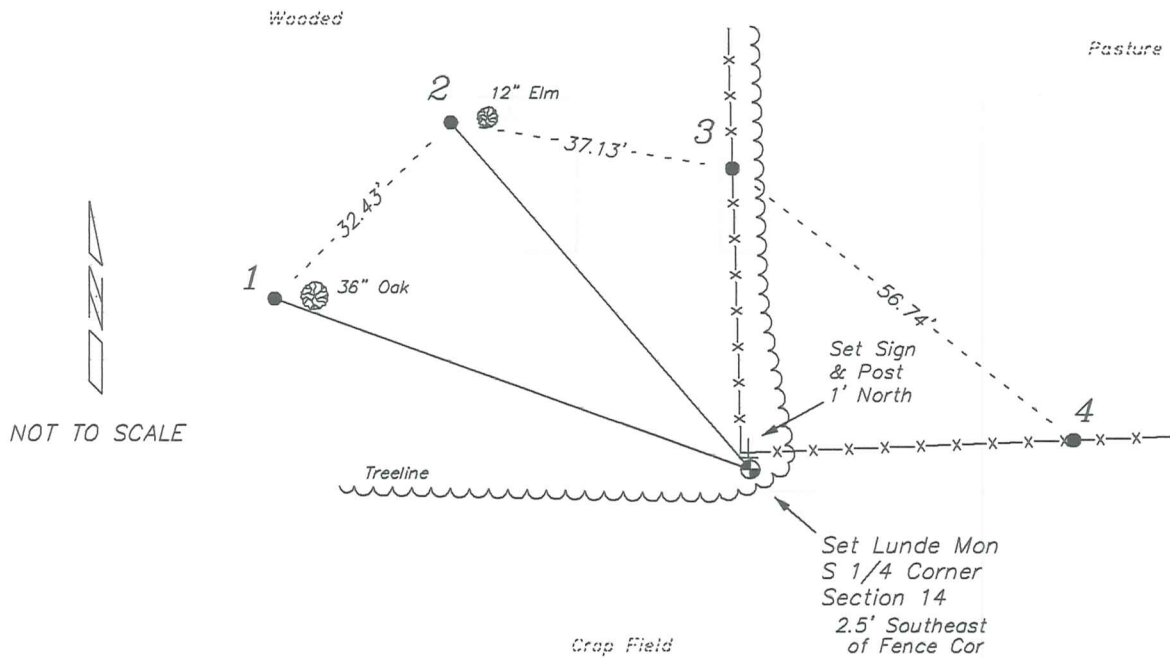 Wooded
Pasture
2
12" Elm
3
37.13'
32.43'
1
36" Oak
N
56.74'
Set Sign
& Post
1' North
4
NOT TO SCALE
Treeline
Set Lunde Mon
S 1/4 Corner
Section 14
2.5' Southeast
of Fence Cor
Crop Field